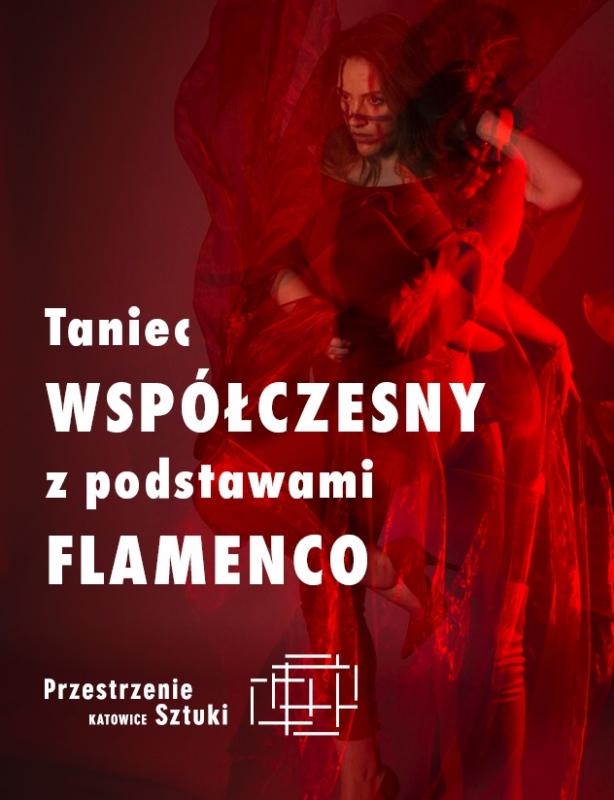 Taniec
WSPÓŁCZESNY
z podstawami
FLAMENCO
Przestrzenie
KATOWICE Sztuki